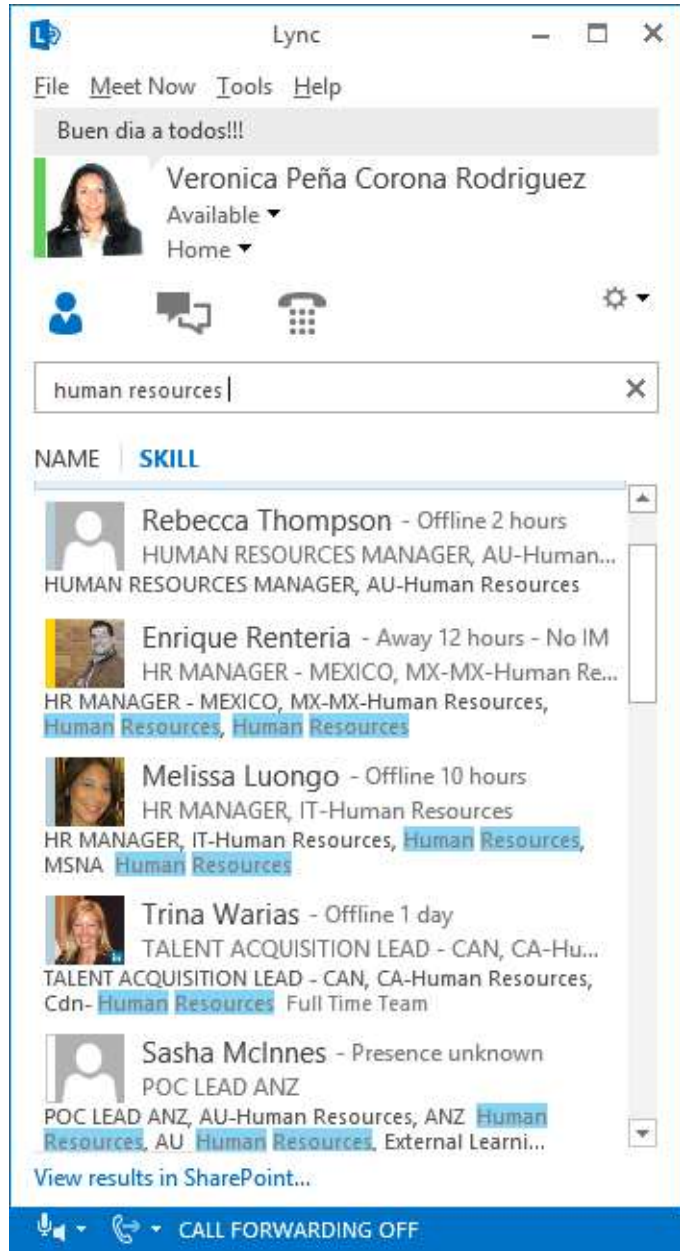 Lync
File Meet Now Tools Help
Buen dia a todos!!!
Veronica Peña Corona Rodriguez
Available
Home
human resources
NAME SKILL
Rebecca Thompson - Offline 2 hours
HUMAN RESOURCES MANAGER, AU-Human...
HUMAN RESOURCES MANAGER, AU-Human Resources
Enrique Renteria - Away 12 hours - No IM
HR MANAGER - MEXICO, MX-MX-Human Re...
HR MANAGER - MEXICO, MX-MX-Human Resources,
Human Resources, Human Resources
Melissa Luongo - Offline 10 hours
HR MANAGER, IT-Human Resources
HR MANAGER, IT-Human Resources, Human Resources,
MSNA Human Resources
Trina Warias - Offline 1 day
TALENT ACQUISITION LEAD - CAN, CA-Hu...
TALENT ACQUISITION LEAD - CAN, CA-Human Resources,
Cdn- Human Resources Full Time Team
Sasha McInnes - Presence unknown
POC LEAD ANZ
POC LEAD ANZ, AU-Human Resources, ANZ Human
Resources, AU Human Resources, External Learni...
View results in SharePoint...
CALL FORWARDING OFF